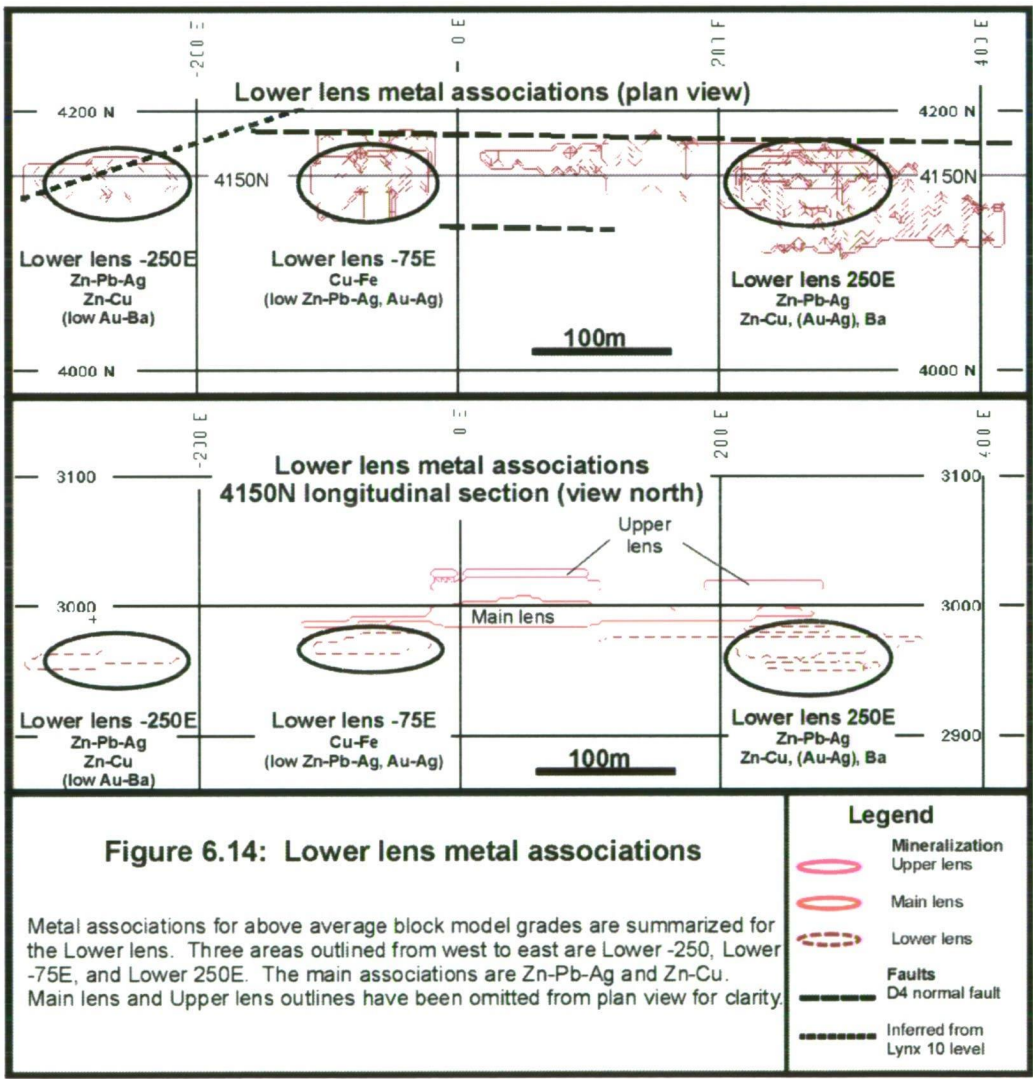 -200 E
- 0 E
200 E
400 E
Lower lens metal associations (plan view)
4200 N
4200 N
4150N
4150N
Lower lens -250E
Zn-Pb-Ag
Zn-Cu
(low Au-Ba)
Lower lens -75E
Cu-Fe
(low Zn-Pb-Ag, Au-Ag)
Lower lens 250E
Zn-Pb-Ag
Zn-Cu, (Au-Ag), Ba
100m
4000 N
4000 N
-200 E
0 E
200 E
400 E
3100
3100
Lower lens metal associations
4150N longitudinal section (view north)
Upper
lens
3000
3000
Main lens
Lower lens -250E
Zn-Pb-Ag
Zn-Cu
(low Au-Ba)
Lower lens -75E
Cu-Fe
(low Zn-Pb-Ag, Au-Ag)
Lower lens 250E
Zn-Pb-Ag
Zn-Cu, (Au-Ag), Ba
2900
2900
100m
Figure 6.14: Lower lens metal associations
Metal associations for above average block model grades are summarized for
the Lower lens. Three areas outlined from west to east are Lower -250, Lower
-75E, and Lower 250E. The main associations are Zn-Pb-Ag and Zn-Cu.
Main lens and Upper lens outlines have been omitted from plan view for clarity.
Legend
Mineralization
Upper lens
Main lens
Lower lens
Faults
D4 normal fault
Inferred from
Lynx 10 level